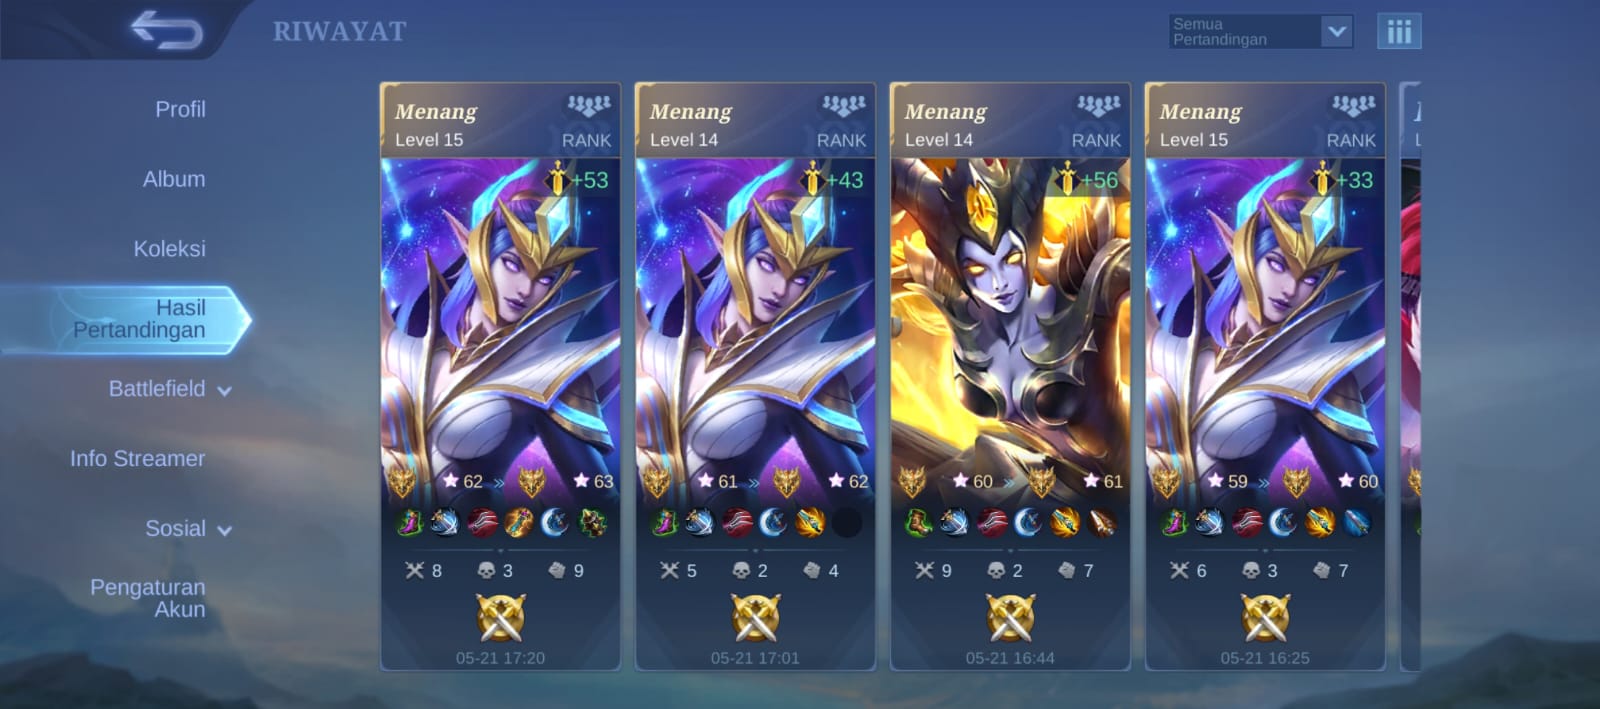 RIWAYAT
Semua
Pertandingan
Profil
Album
Koleksi
Hasil
Pertandingan
Battlefield
Info Streamer
Sosial
Pengaturan
Akun
Menang
Level 15
RANK
+53
62 » 63
8 3 9
05-21 17:20
Menang
Level 14
RANK
+43
61 » 62
5 2 4
05-21 17:01
Menang
Level 14
RANK
+56
60 » 61
9 2 7
05-21 16:44
Menang
Level 15
RANK
+33
59 » 60
6 3 7
05-21 16:25